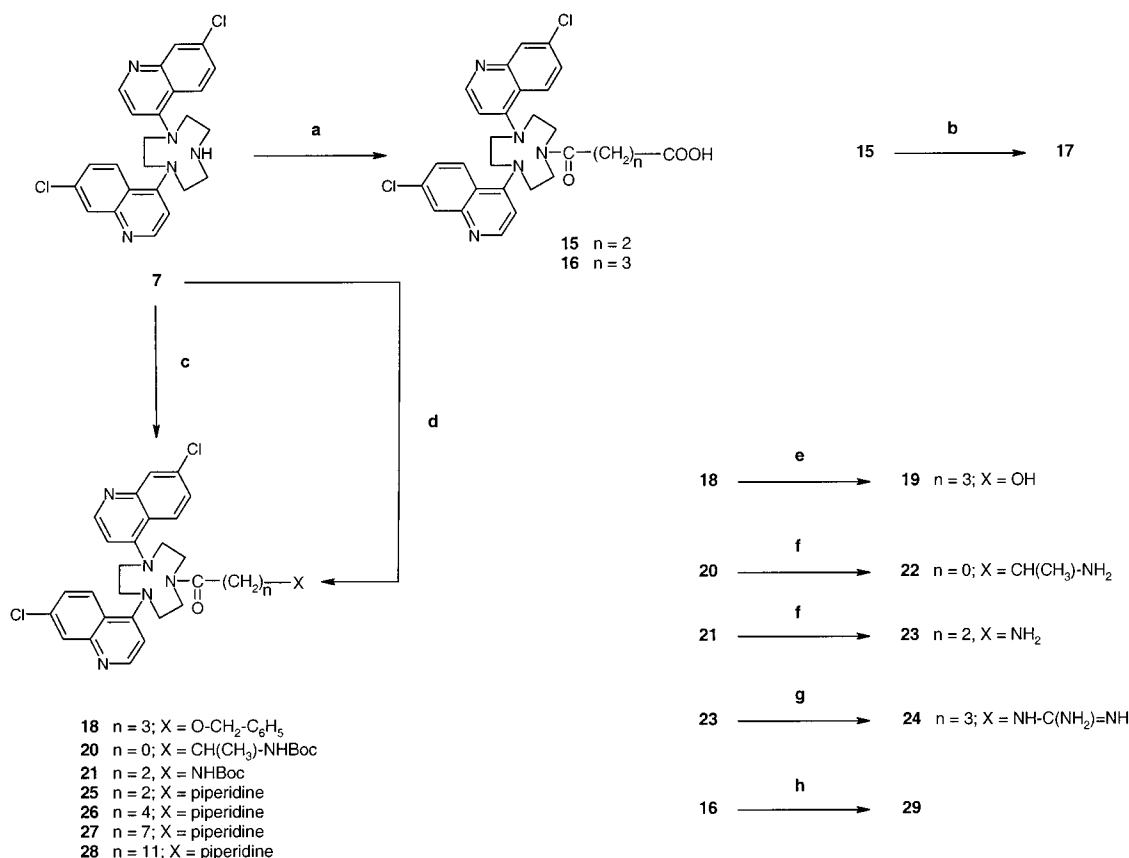 Cl
N
N
N
NH
Cl
N
7
a
Cl
N
N
N
N
C
O
(CH2)n
COOH
Cl
N
15 n = 2
16 n = 3
15
b
17
c
d
Cl
N
N
N
N
C
O
(CH2)n
X
Cl
N
18 n = 3; X = O-CH2-C6H5
20 n = 0; X = CH(CH3)-NHBoc
21 n = 2, X = NHBoc
25 n = 2; X = piperidine
26 n = 4; X = piperidine
27 n = 7; X = piperidine
28 n = 11; X = piperidine
18
e
19 n = 3; X = OH
20
f
22 n = 0; X = CH(CH3)-NH2
21
f
23 n = 2, X = NH2
23
g
24 n = 3; X = NH-C(NH2)=NH
16
h
29